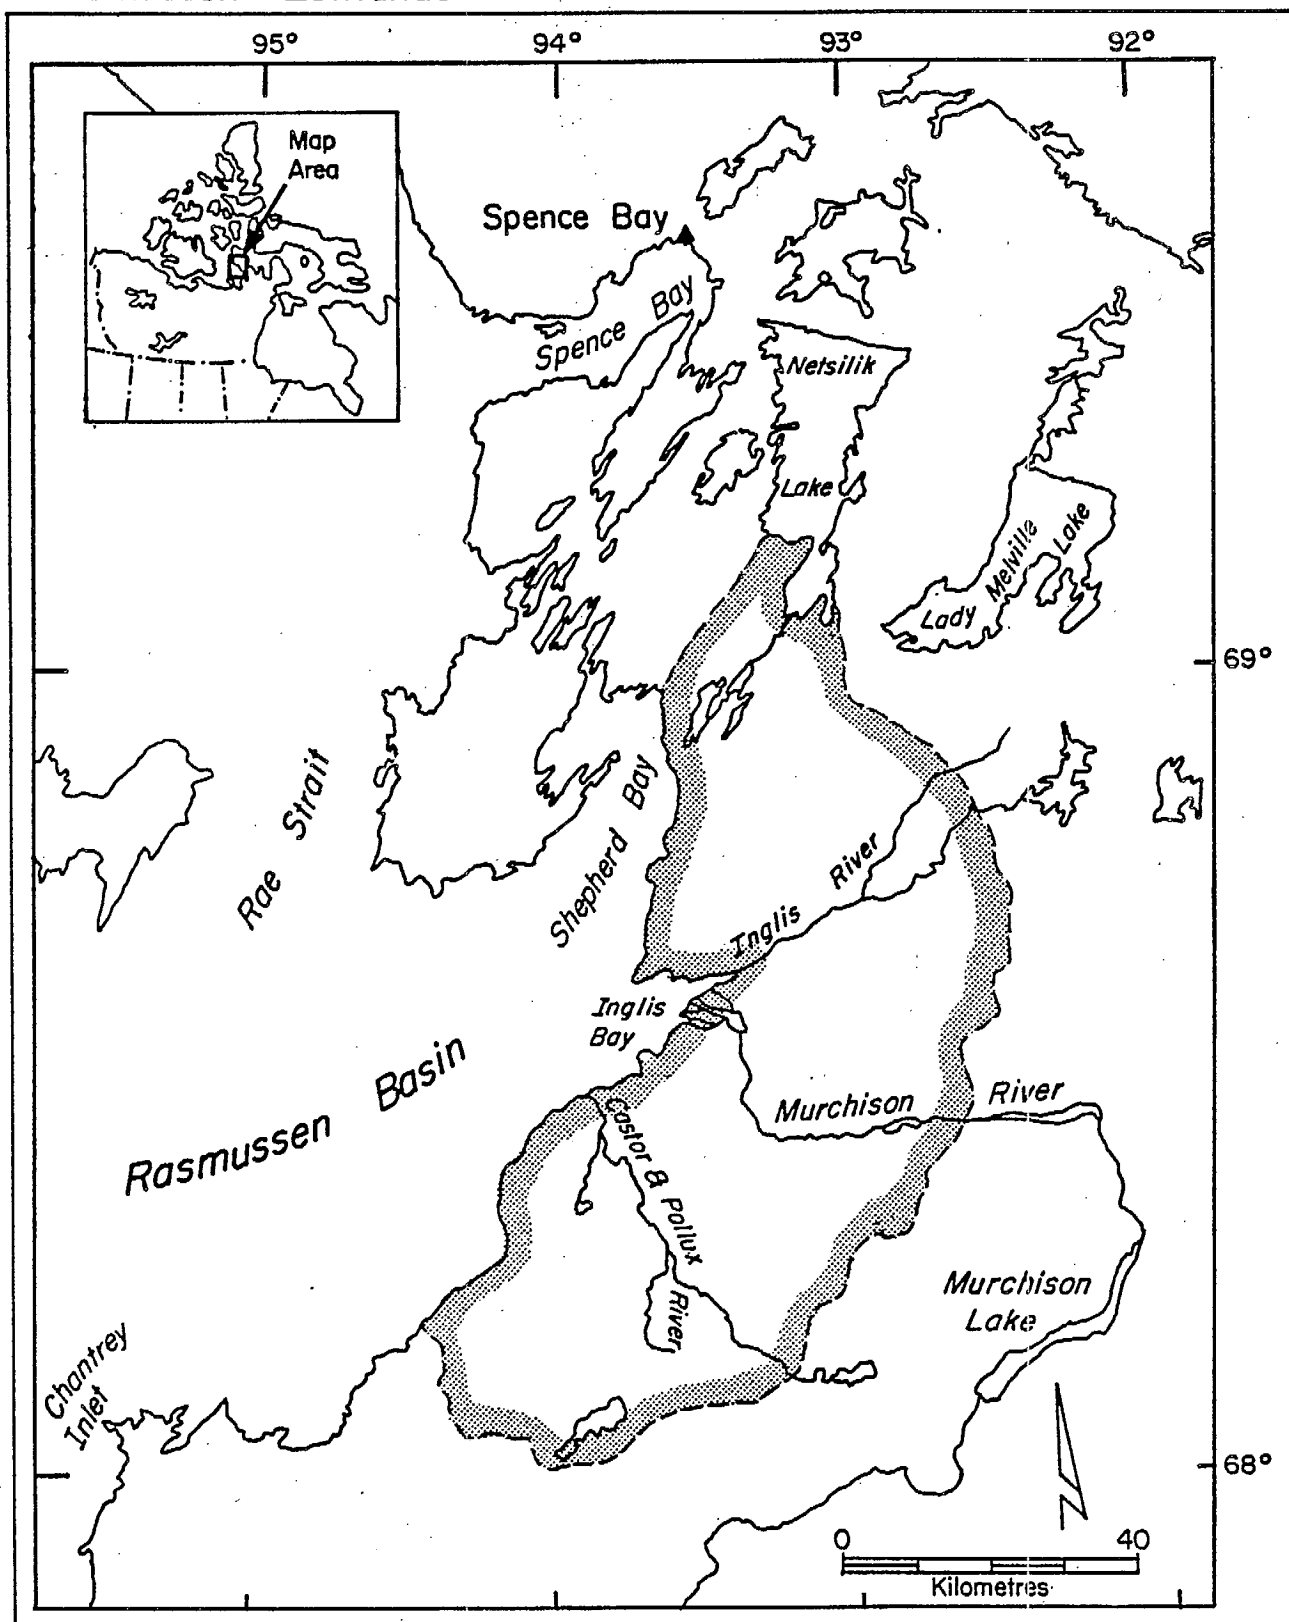 95° 94° 93° 92°
Map
Area
Spence Bay
Spence Bay
Netsilik
Lake
Lady Melville Lake
69°
Rae Strait
Shepherd Bay
Inglis River
Inglis
Bay
Rasmussen Basin
Murchison River
Castor & Pollux River
Murchison
Lake
Chantrey
Inlet
68°
0 40
Kilometres